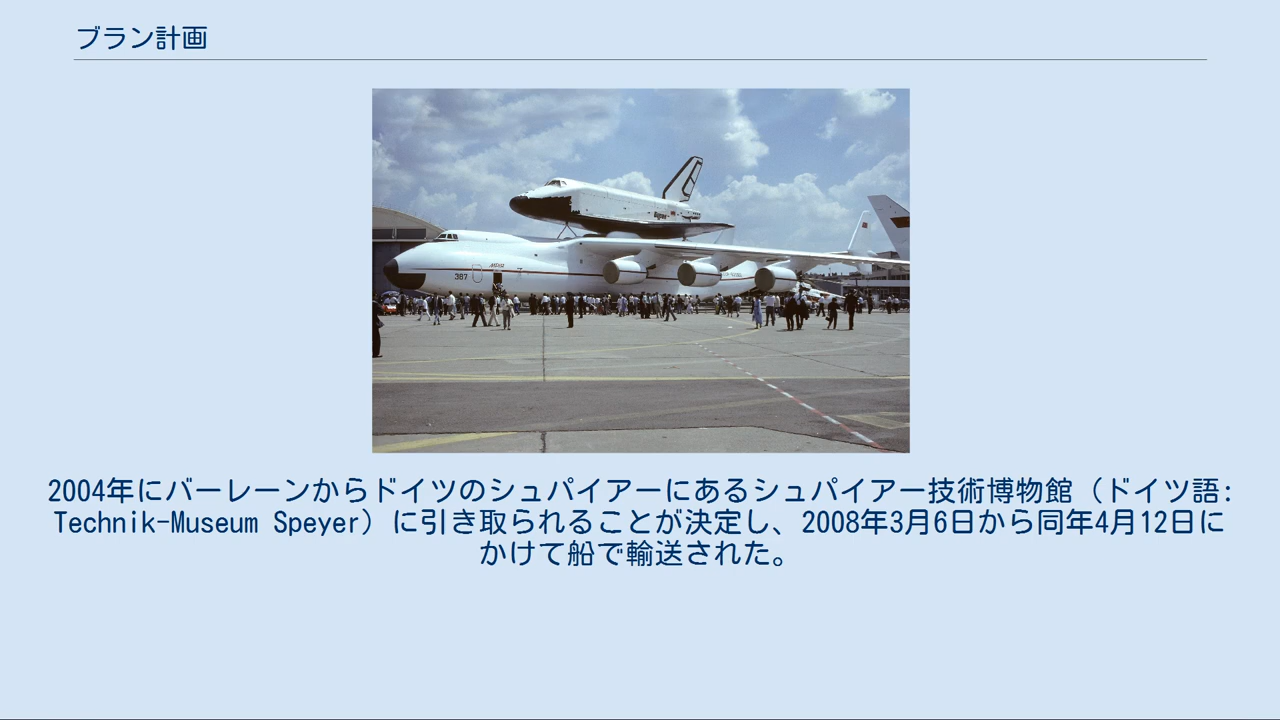 ブラン計画
387
2004年にバーレーンからドイツのシュパイアーにあるシュパイアー技術博物館（ドイツ語:
Technik-Museum Speyer）に引き取られることが決定し、2008年3月6日から同年4月12日に
かけて船で輸送された。